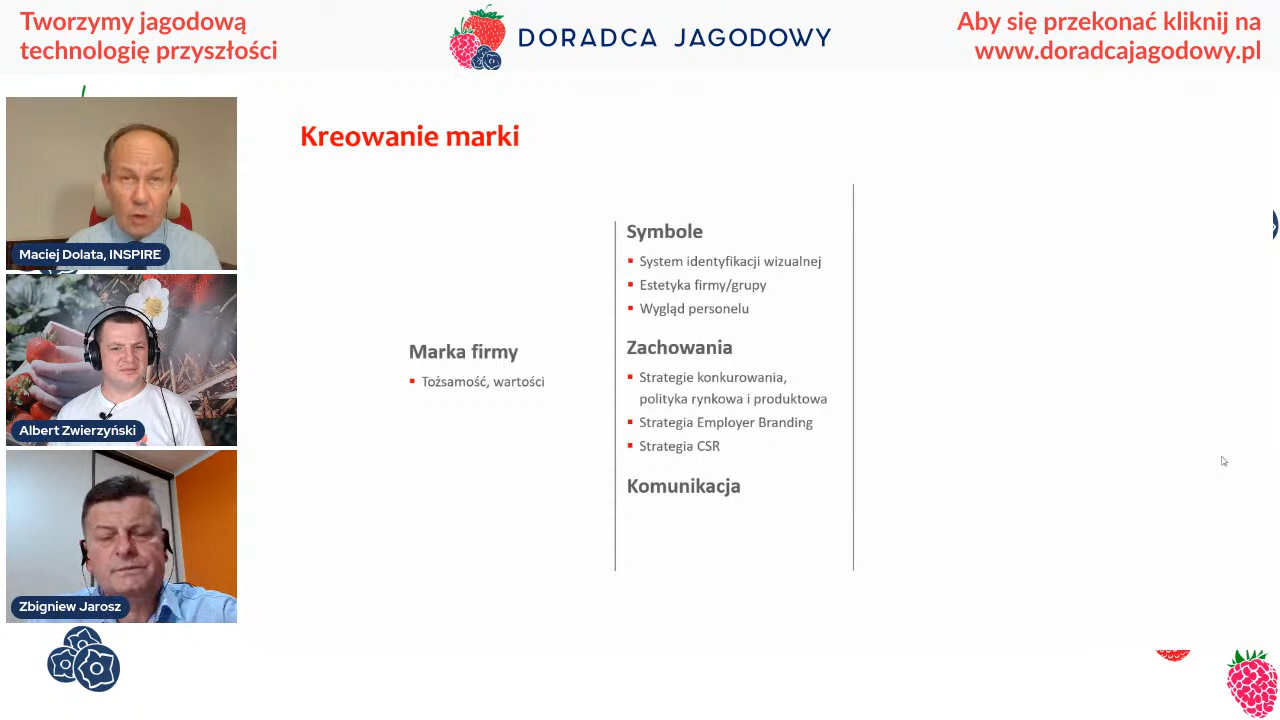 Tworzymy jagodową
technologię przyszłości
DORADCA JAGODOWY
Aby się przekonać kliknij na
www.doradcajagodowy.pl
Maciej Dolata, INSPIRE
Albert Zwierzyński
Zbigniew Jarosz
Kreowanie marki
Marka firmy
Tożsamość, wartości
Symbole
System identyfikacji wizualnej
Estetyka firmy/grupy
Wygląd personelu
Zachowania
Strategie konkurowania,
polityka rynkowa i produktowa
Strategia Employer Branding
Strategia CSR
Komunikacja